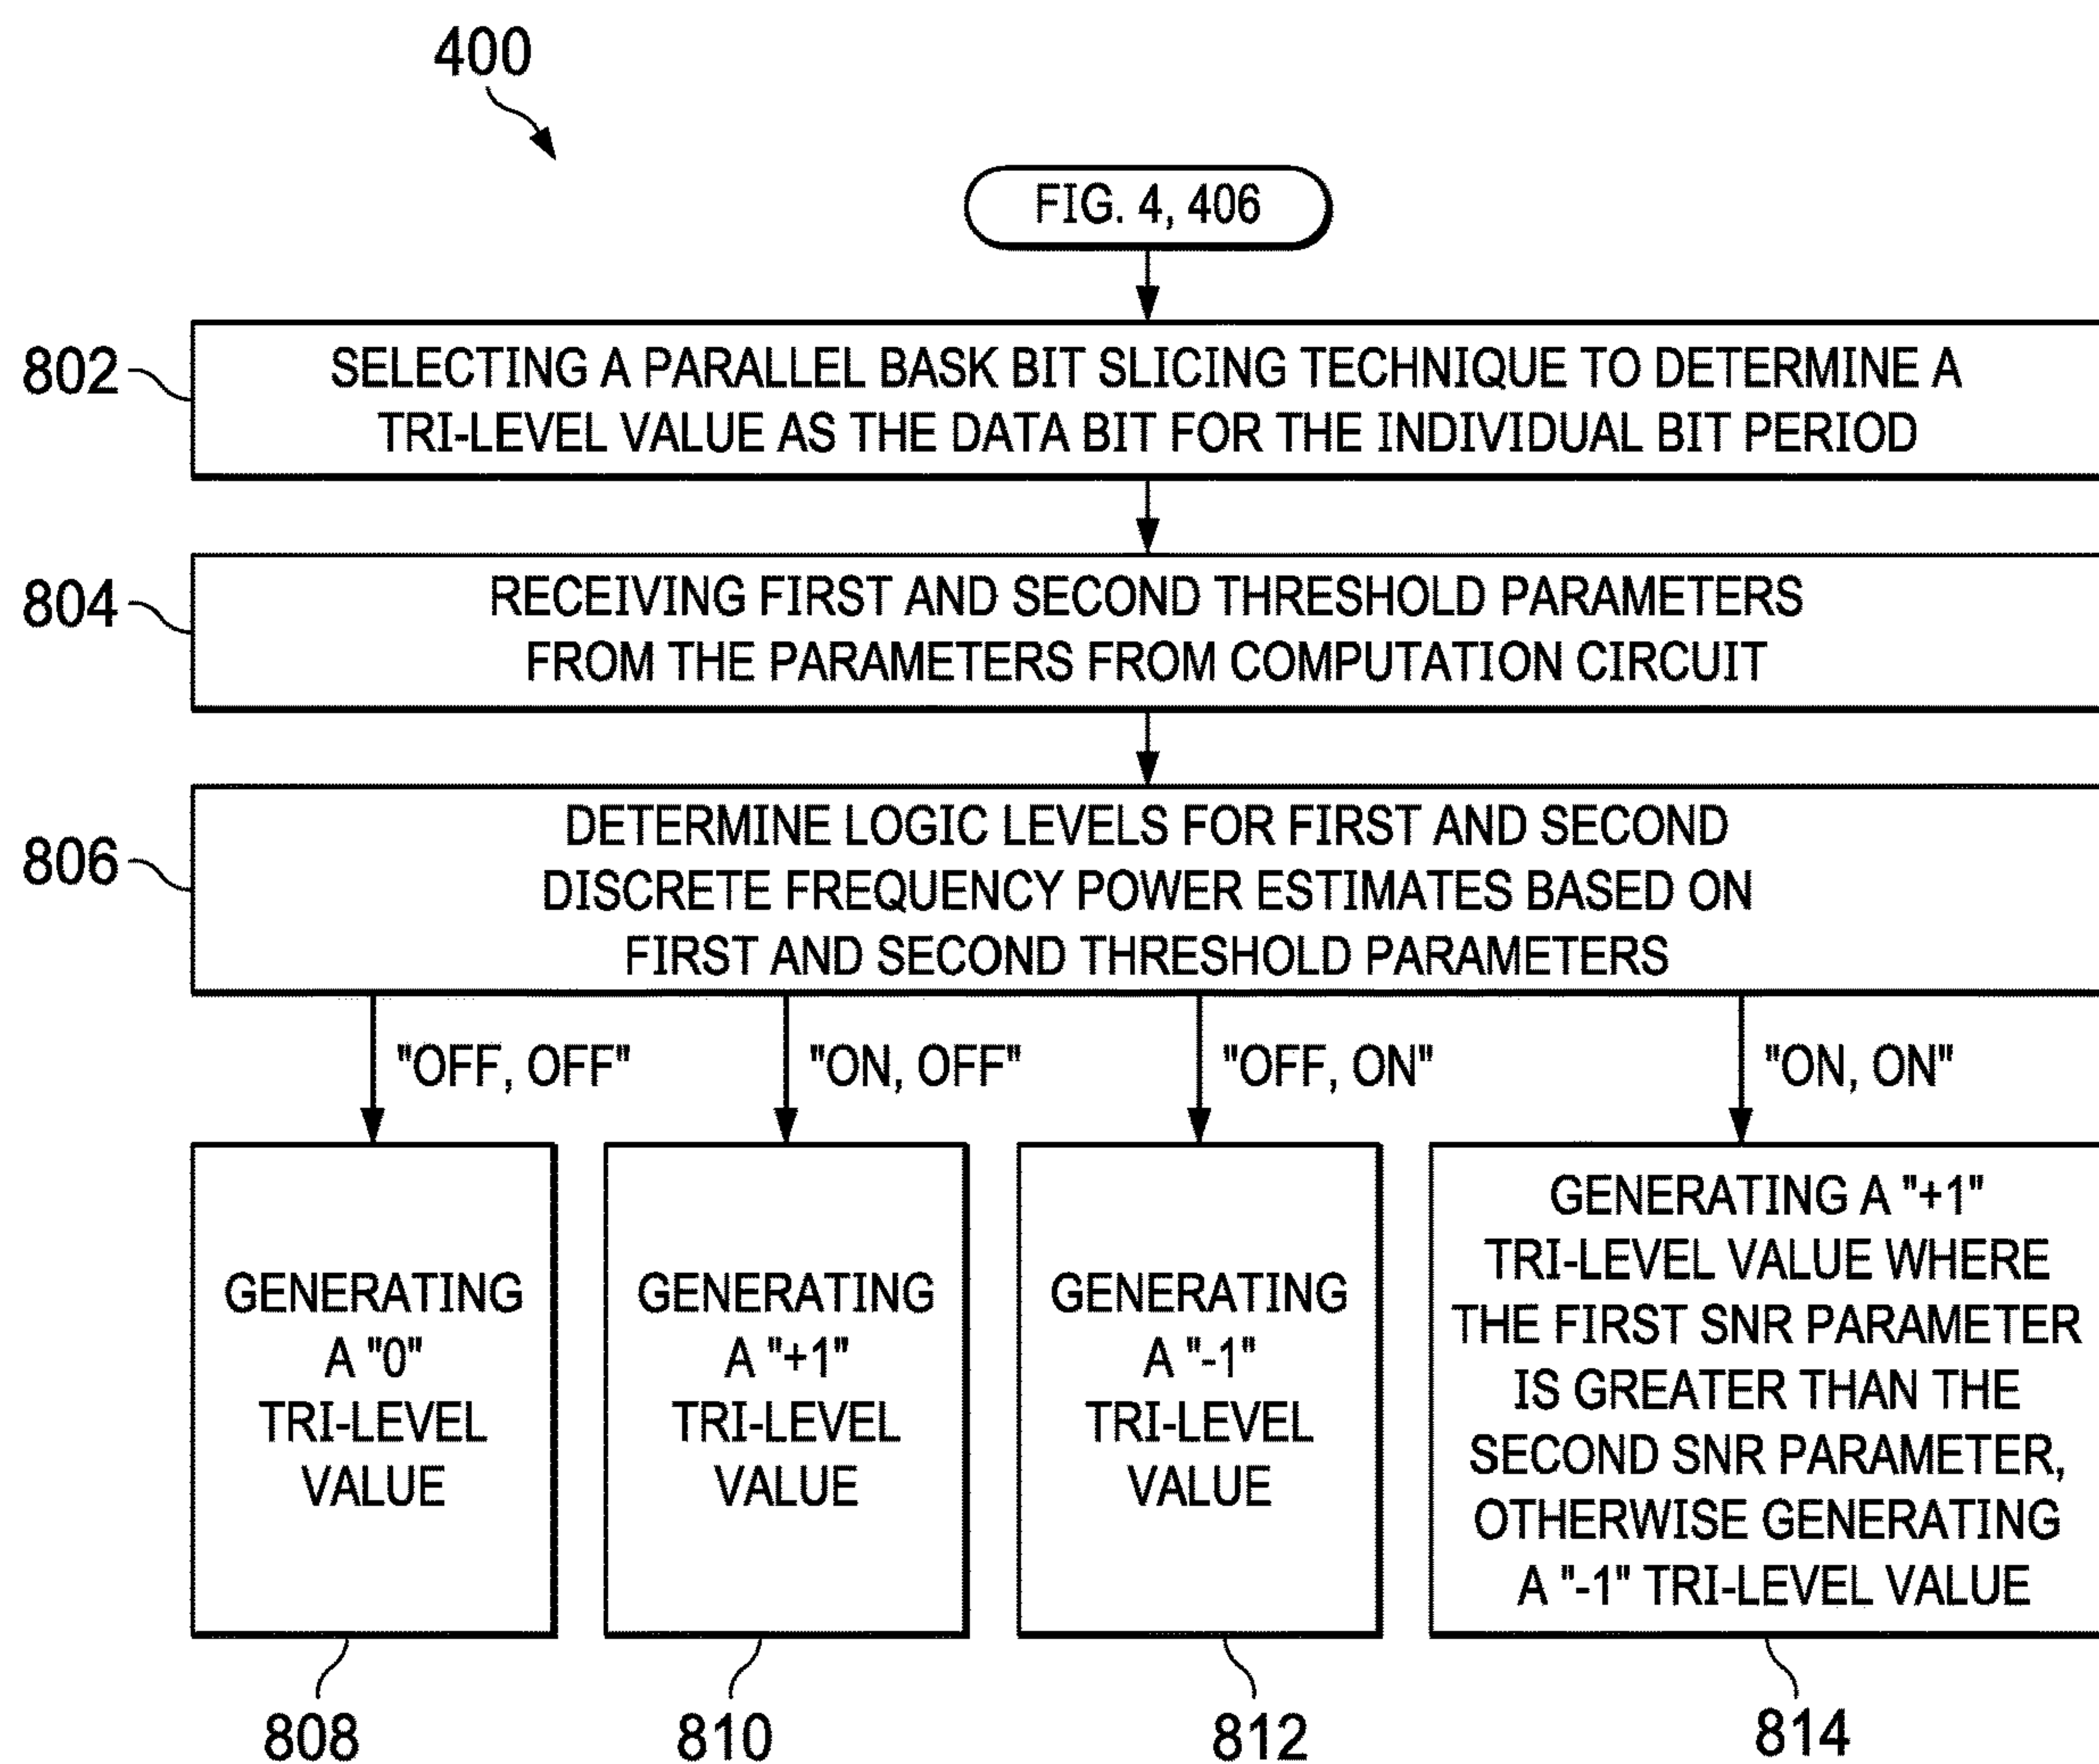 400
FIG. 4, 406
802
SELECTING A PARALLEL BASK BIT SLICING TECHNIQUE TO DETERMINE A
TRI-LEVEL VALUE AS THE DATA BIT FOR THE INDIVIDUAL BIT PERIOD
804
RECEIVING FIRST AND SECOND THRESHOLD PARAMETERS
FROM THE PARAMETERS FROM COMPUTATION CIRCUIT
806
DETERMINE LOGIC LEVELS FOR FIRST AND SECOND
DISCRETE FREQUENCY POWER ESTIMATES BASED ON
FIRST AND SECOND THRESHOLD PARAMETERS
"OFF, OFF"
"ON, OFF"
"OFF, ON"
"ON, ON"
GENERATING
A "0"
TRI-LEVEL
VALUE
GENERATING
A "+1"
TRI-LEVEL
VALUE
GENERATING
A "-1"
TRI-LEVEL
VALUE
GENERATING A "+1"
TRI-LEVEL VALUE WHERE
THE FIRST SNR PARAMETER
IS GREATER THAN THE
SECOND SNR PARAMETER,
OTHERWISE GENERATING
A "-1" TRI-LEVEL VALUE
808
810
812
814